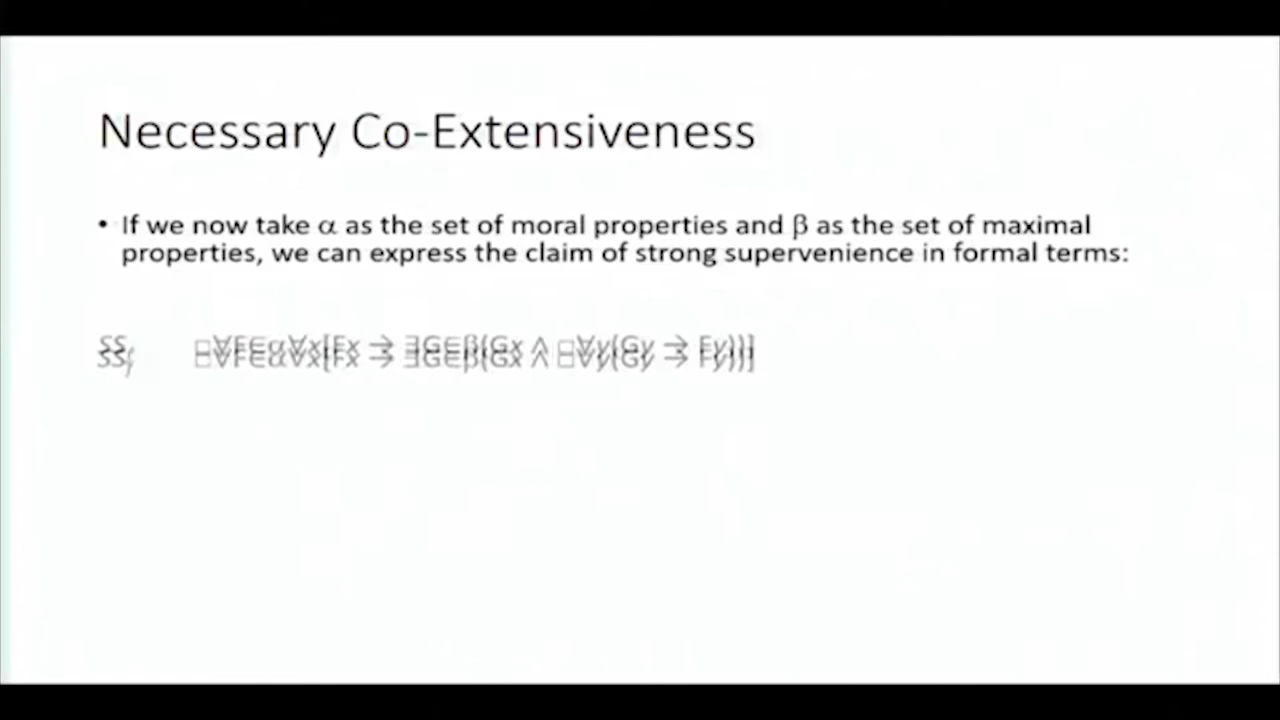 Necessary Co-Extensiveness
• If we now take α as the set of moral properties and β as the set of maximal
properties, we can express the claim of strong supervenience in formal terms:
SSf □∀F∈α∀x[Fx → ∃G∈β(Gx ∧ □∀y(Gy → Fy))]